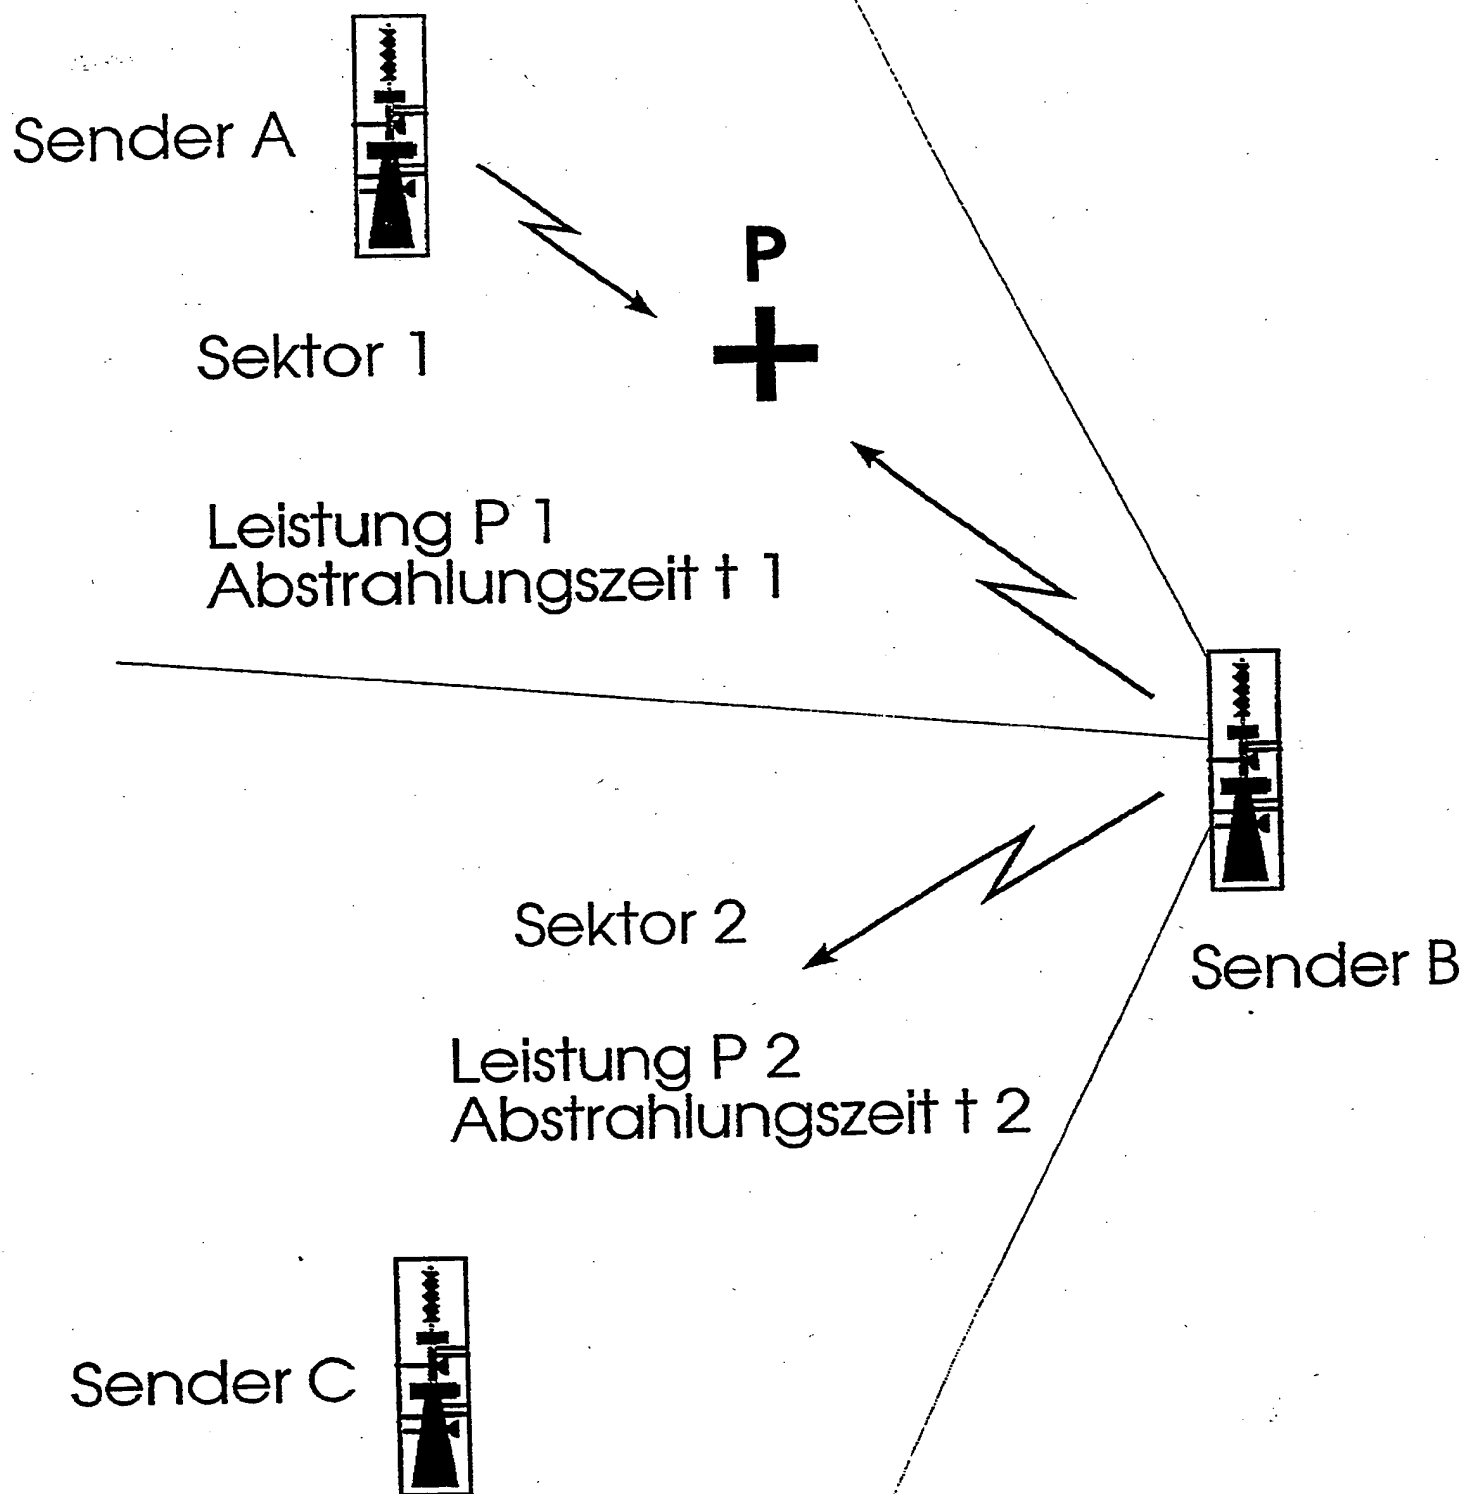 Sender A
P
Sektor 1
Leistung P 1
Abstrahlungszeit t 1
Sektor 2
Sender B
Leistung P 2
Abstrahlungszeit t 2
Sender C